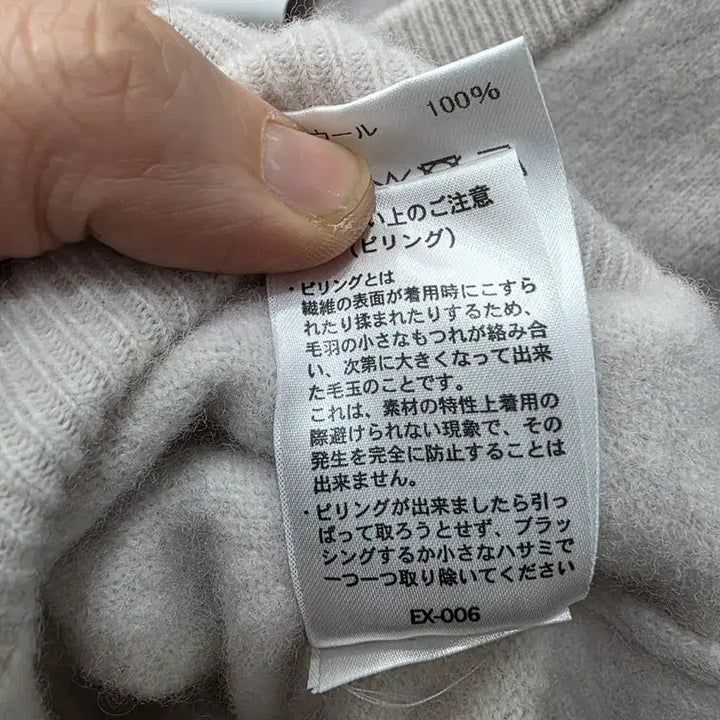 ウール 100%
い上のご注意
(ピリング)
・ピリングとは
繊維の表面が着用時にこすら
れたり揉まれたりするため、
毛羽の小さなもつれが絡み合
い、次第に大きくなって出来
た毛玉のことです。
これは、素材の特性上着用の
際避けられない現象で、その
発生を完全に防止することは
出来ません。
・ピリングが出来ましたら引っ
ぱって取ろうとせず、ブラッ
シングするか小さなハサミで
一つ一つ取り除いてください
EX-006